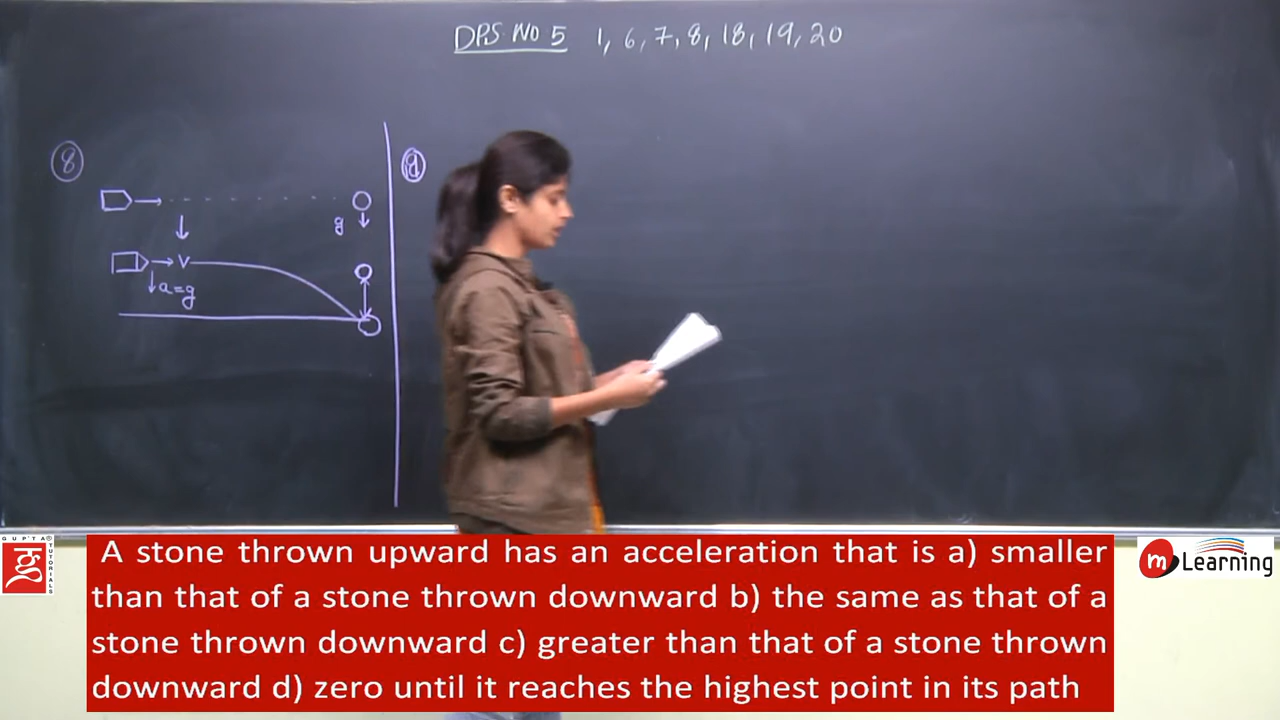 DPS NO 5 1, 6, 7, 8, 18, 19, 20
8
g
v
a=g
A stone thrown upward has an acceleration that is a) smaller
than that of a stone thrown downward b) the same as that of a
stone thrown downward c) greater than that of a stone thrown
downward d) zero until it reaches the highest point in its path
GUPTA®
TUTORIALS
m Learning